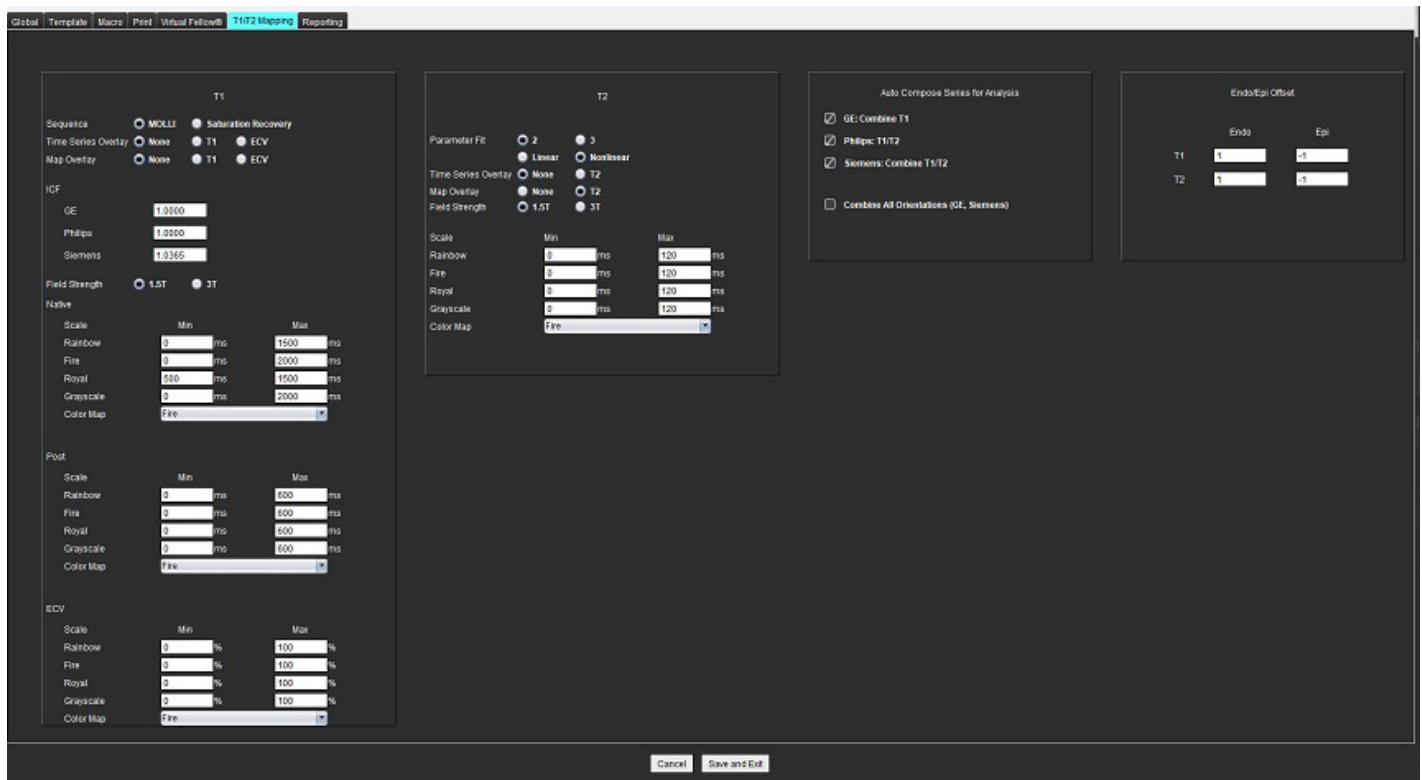 Global Template Macro Print Virtual Fellow® T1/T2 Mapping Reporting
T1
Sequence MOLLI Saturation Recovery
Time Series Overlay None T1 ECV
Map Overlay None T1 ECV
ICF
GE 1.0000
Philips 1.0000
Siemens 1.0365
Field Strength 1.5T 3T
Native
Scale Min Max
Rainbow 0 ms 1500 ms
Fire 0 ms 2000 ms
Royal 500 ms 1500 ms
Grayscale 0 ms 2000 ms
Color Map Fire
Post
Scale Min Max
Rainbow 0 ms 600 ms
Fire 0 ms 600 ms
Royal 0 ms 600 ms
Grayscale 0 ms 600 ms
Color Map Fire
ECV
Scale Min Max
Rainbow 0 % 100 %
Fire 0 % 100 %
Royal 0 % 100 %
Grayscale 0 % 100 %
Color Map Fire
T2
Parameter Fit 2 3
Linear Nonlinear
Time Series Overlay None T2
Map Overlay None T2
Field Strength 1.5T 3T
Scale Min Max
Rainbow 0 ms 120 ms
Fire 0 ms 120 ms
Royal 0 ms 120 ms
Grayscale 0 ms 120 ms
Color Map Fire
Auto Compose Series for Analysis
GE: Combine T1
Philips: T1/T2
Siemens: Combine T1/T2
Combine All Orientations (GE, Siemens)
Endo/Epi Offset
Endo Epi
T1 1 -1
T2 1 -1
Cancel Save and Exit